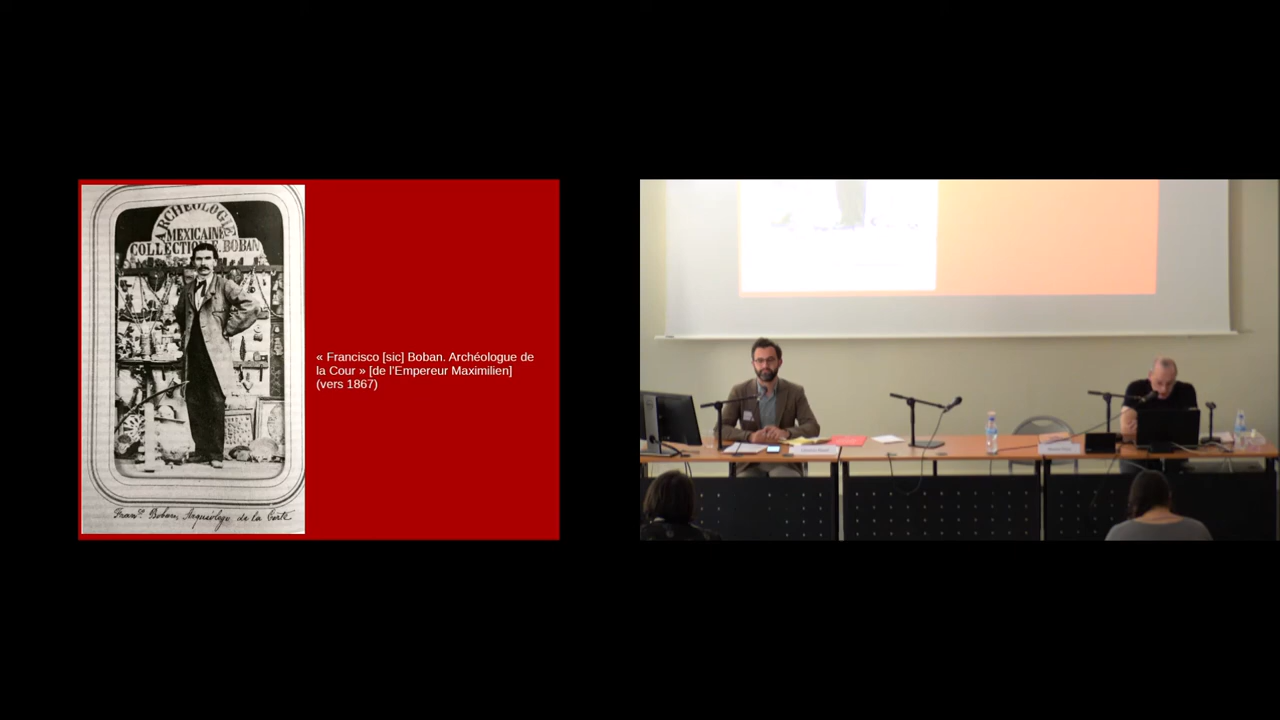 ARCHÉOLOGIE
MEXICAINE
COLLECTION E. BOBAN
Franco. Boban, Arqueólogo de la Corte
« Francisco [sic] Boban. Archéologue de
la Cour » [de l'Empereur Maximilien]
(vers 1867)